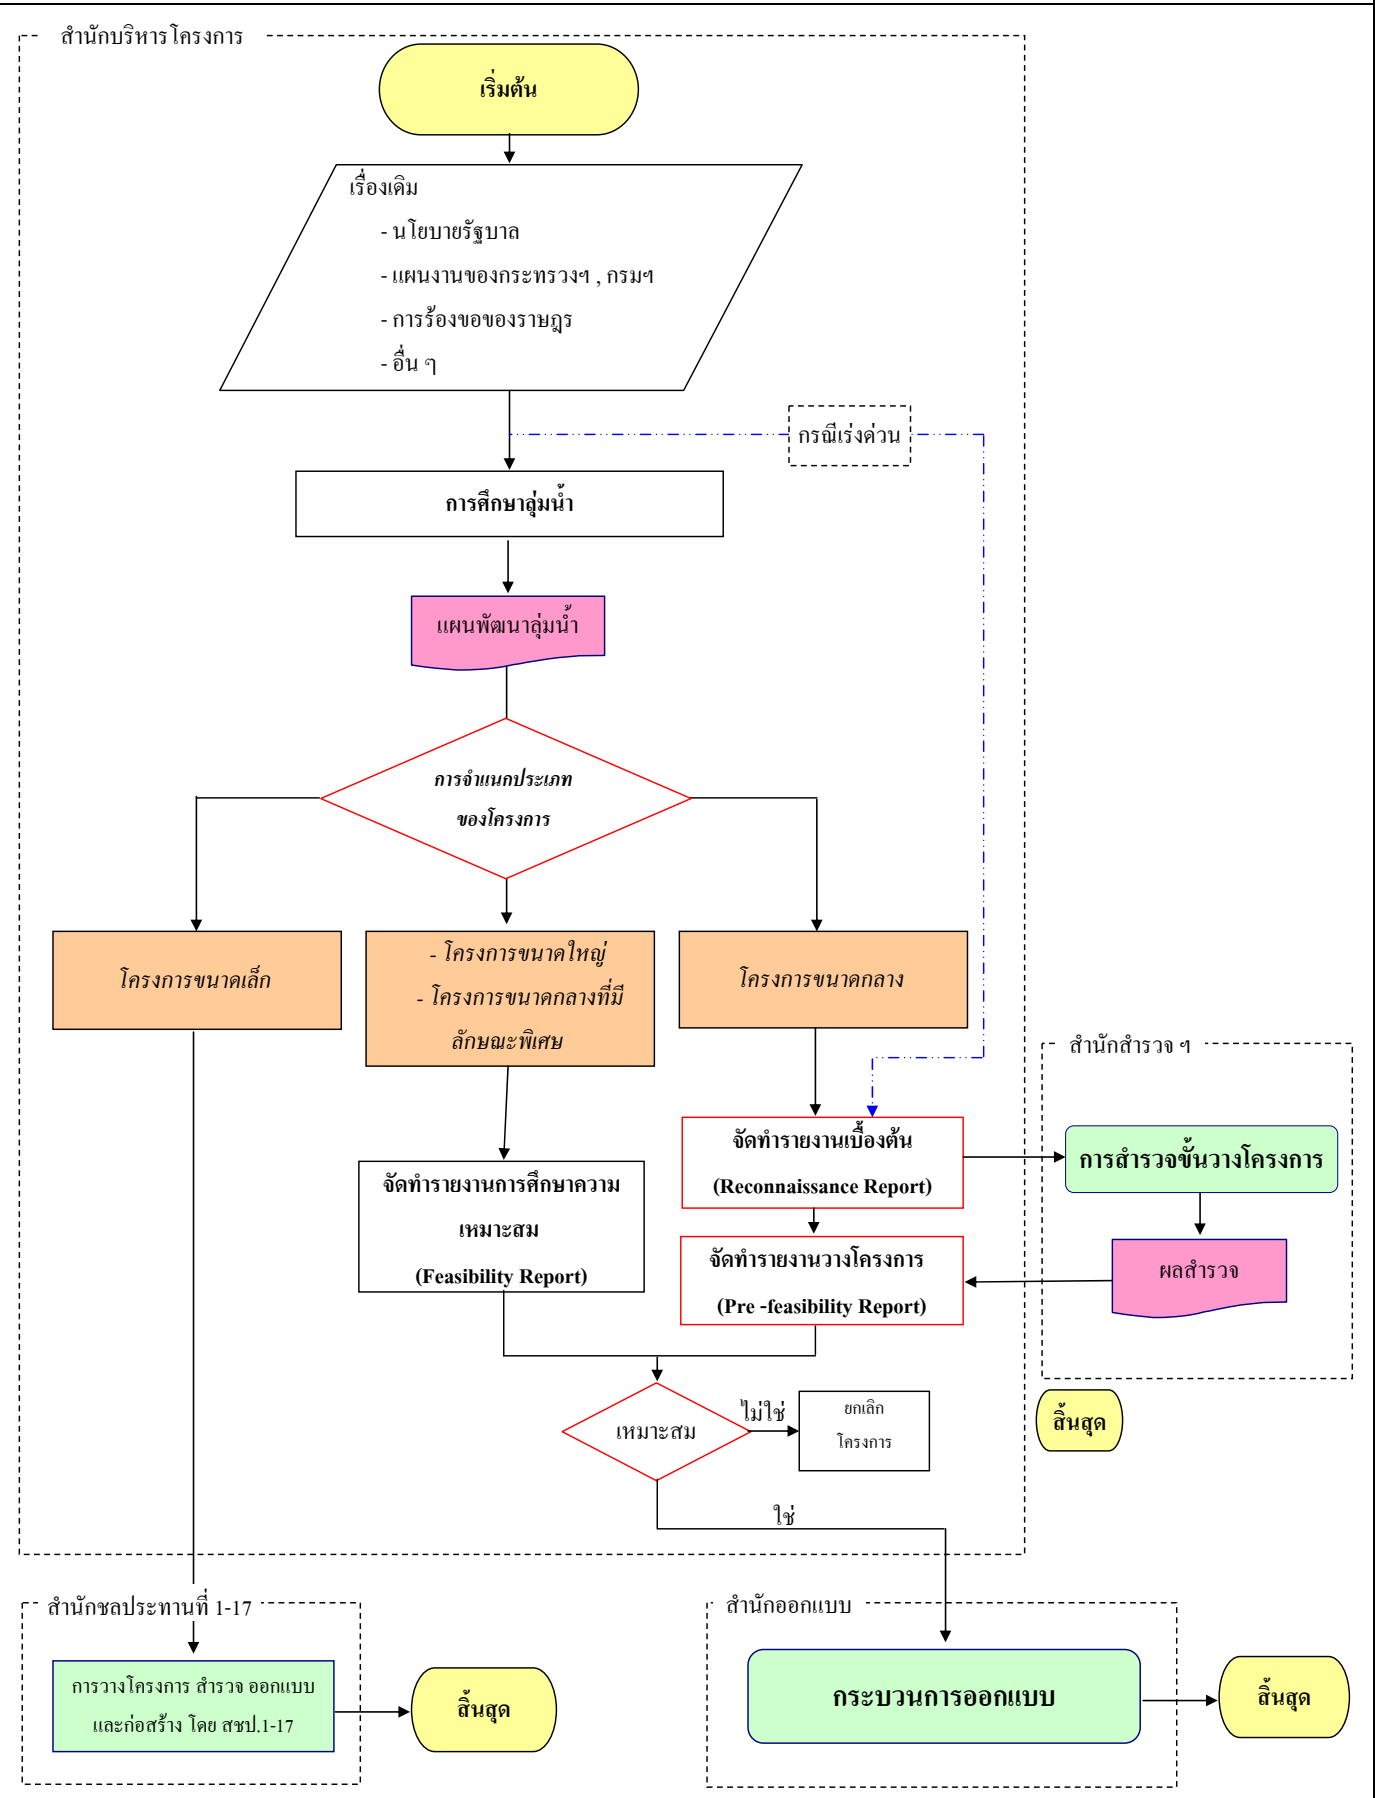 สำนักบริหารโครงการ
เริ่มต้น
เรื่องเดิม
- นโยบายรัฐบาล
- แผนงานของกระทรวงฯ , กรมฯ
- การร้องขอของราษฎร
- อื่น ๆ
กรณีเร่งด่วน
การศึกษาลุ่มน้ำ
แผนพัฒนาลุ่มน้ำ
การจำแนกประเภท
ของโครงการ
โครงการขนาดเล็ก
- โครงการขนาดใหญ่
- โครงการขนาดกลางที่มี
ลักษณะพิเศษ
โครงการขนาดกลาง
สำนักสำรวจ ฯ
จัดทำรายงานเบื้องต้น
(Reconnaissance Report)
การสำรวจขั้นวางโครงการ
จัดทำรายงานการศึกษาความ
เหมาะสม
(Feasibility Report)
จัดทำรายงานวางโครงการ
(Pre -feasibility Report)
ผลสำรวจ
เหมาะสม
ไม่ใช่
ยกเลิก
โครงการ
สิ้นสุด
ใช่
สำนักชลประทานที่ 1-17
การวางโครงการ สำรวจ ออกแบบ
และก่อสร้าง โดย สชป.1-17
สิ้นสุด
สำนักออกแบบ
กระบวนการออกแบบ
สิ้นสุด